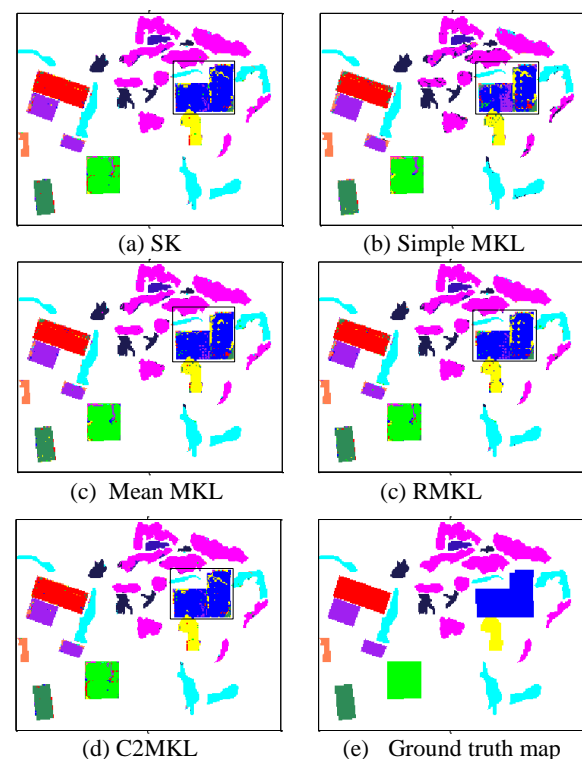 (a) SK
(b) Simple MKL
(c) Mean MKL
(c) RMKL
(d) C2MKL
(e) Ground truth map